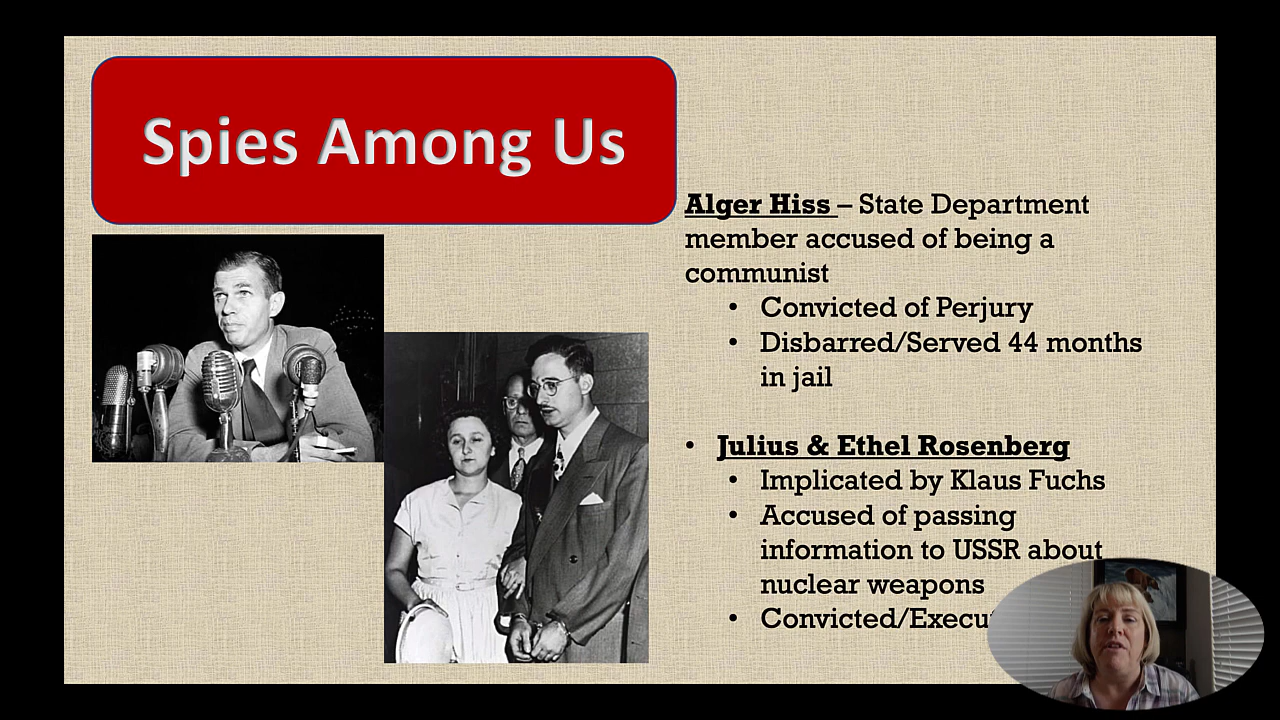 Spies Among Us
Alger Hiss – State Department
member accused of being a
communist
• Convicted of Perjury
• Disbarred/Served 44 months
in jail
• Julius & Ethel Rosenberg
• Implicated by Klaus Fuchs
• Accused of passing
information to USSR about
nuclear weapons
• Convicted/Execu